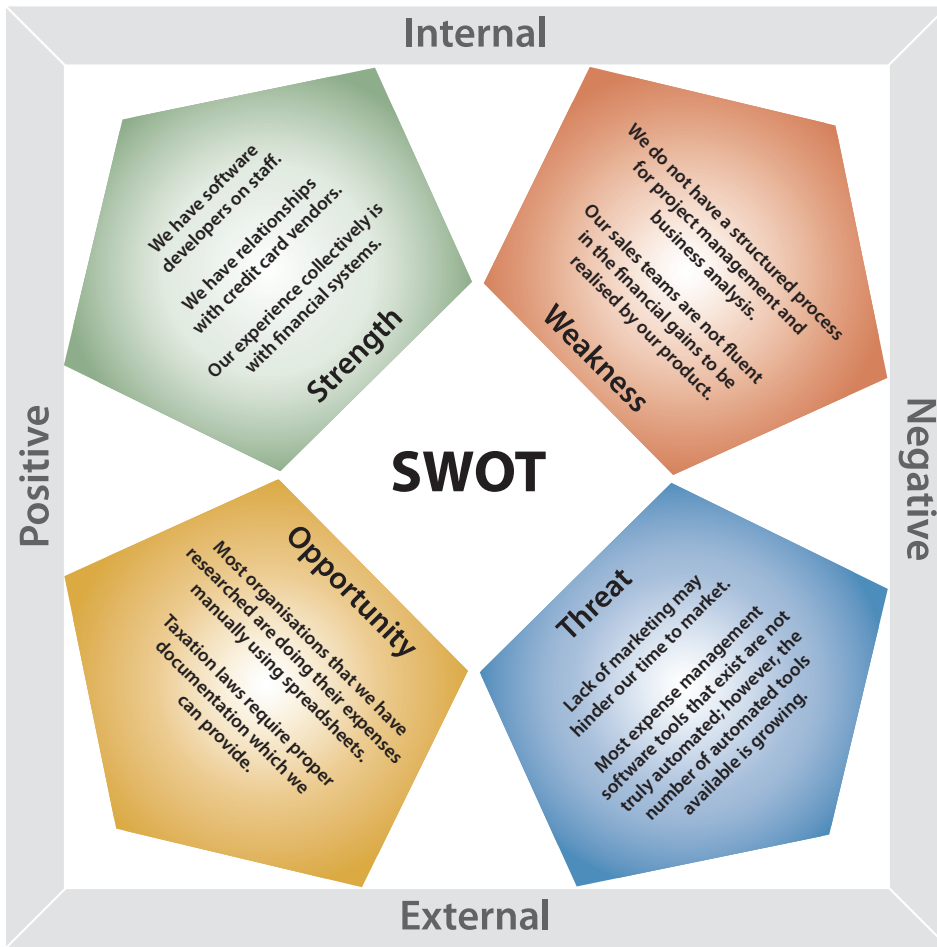 Internal
Positive
Negative
External
SWOT
We have software
developers on staff.
We have relationships
with credit card vendors.
Our experience collectively is
with financial systems.
Strength
We do not have a structured process
for project management and
business analysis.
Our sales teams are not fluent
in the financial gains to be
realised by our product.
Weakness
Opportunity
Most organisations that we have
researched are doing their expenses
manually using spreadsheets.
Taxation laws require proper
documentation which we
can provide.
Threat
Lack of marketing may
hinder our time to market.
Most expense management
software tools that exist are not
truly automated; however, the
number of automated tools
available is growing.